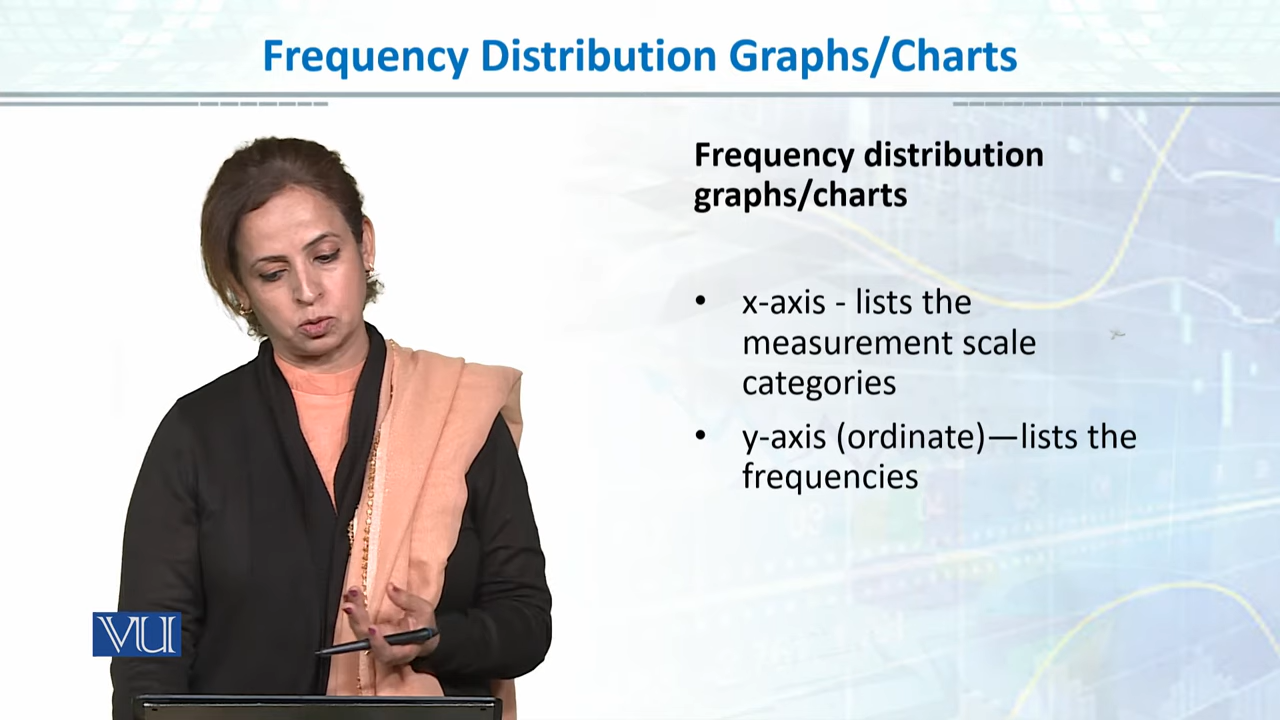 Frequency Distribution Graphs/Charts
Frequency distribution
graphs/charts
• x-axis - lists the
measurement scale
categories
• y-axis (ordinate)—lists the
frequencies
VU